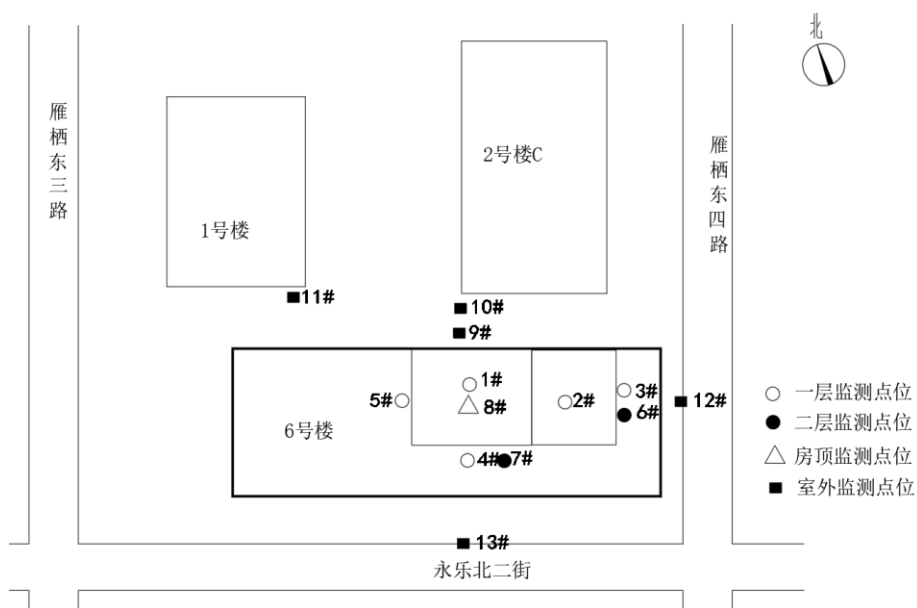 北
雁栖东三路
雁栖东四路
2号楼C
1号楼
11#
10#
9#
1#
5#
8#
2#
3#
6#
12#
6号楼
4#
7#
13#
永乐北二街
一层监测点位
二层监测点位
房顶监测点位
室外监测点位